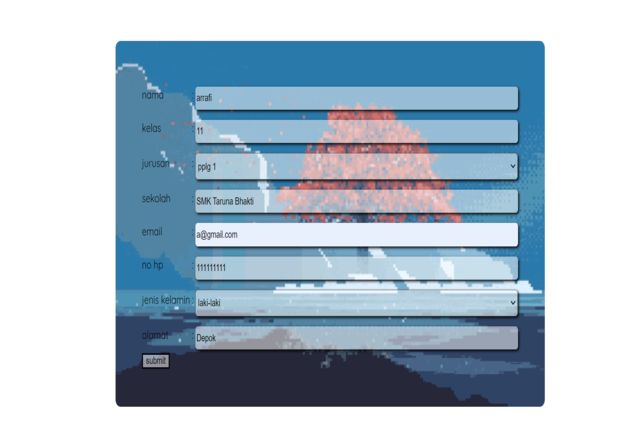 nama : arrafi
kelas : 11
jurusan : pplg 1
sekolah : SMK Taruna Bhakti
email : a@gmail.com
no hp : 111111111
jenis kelamin : laki-laki
alamat : Depok
submit